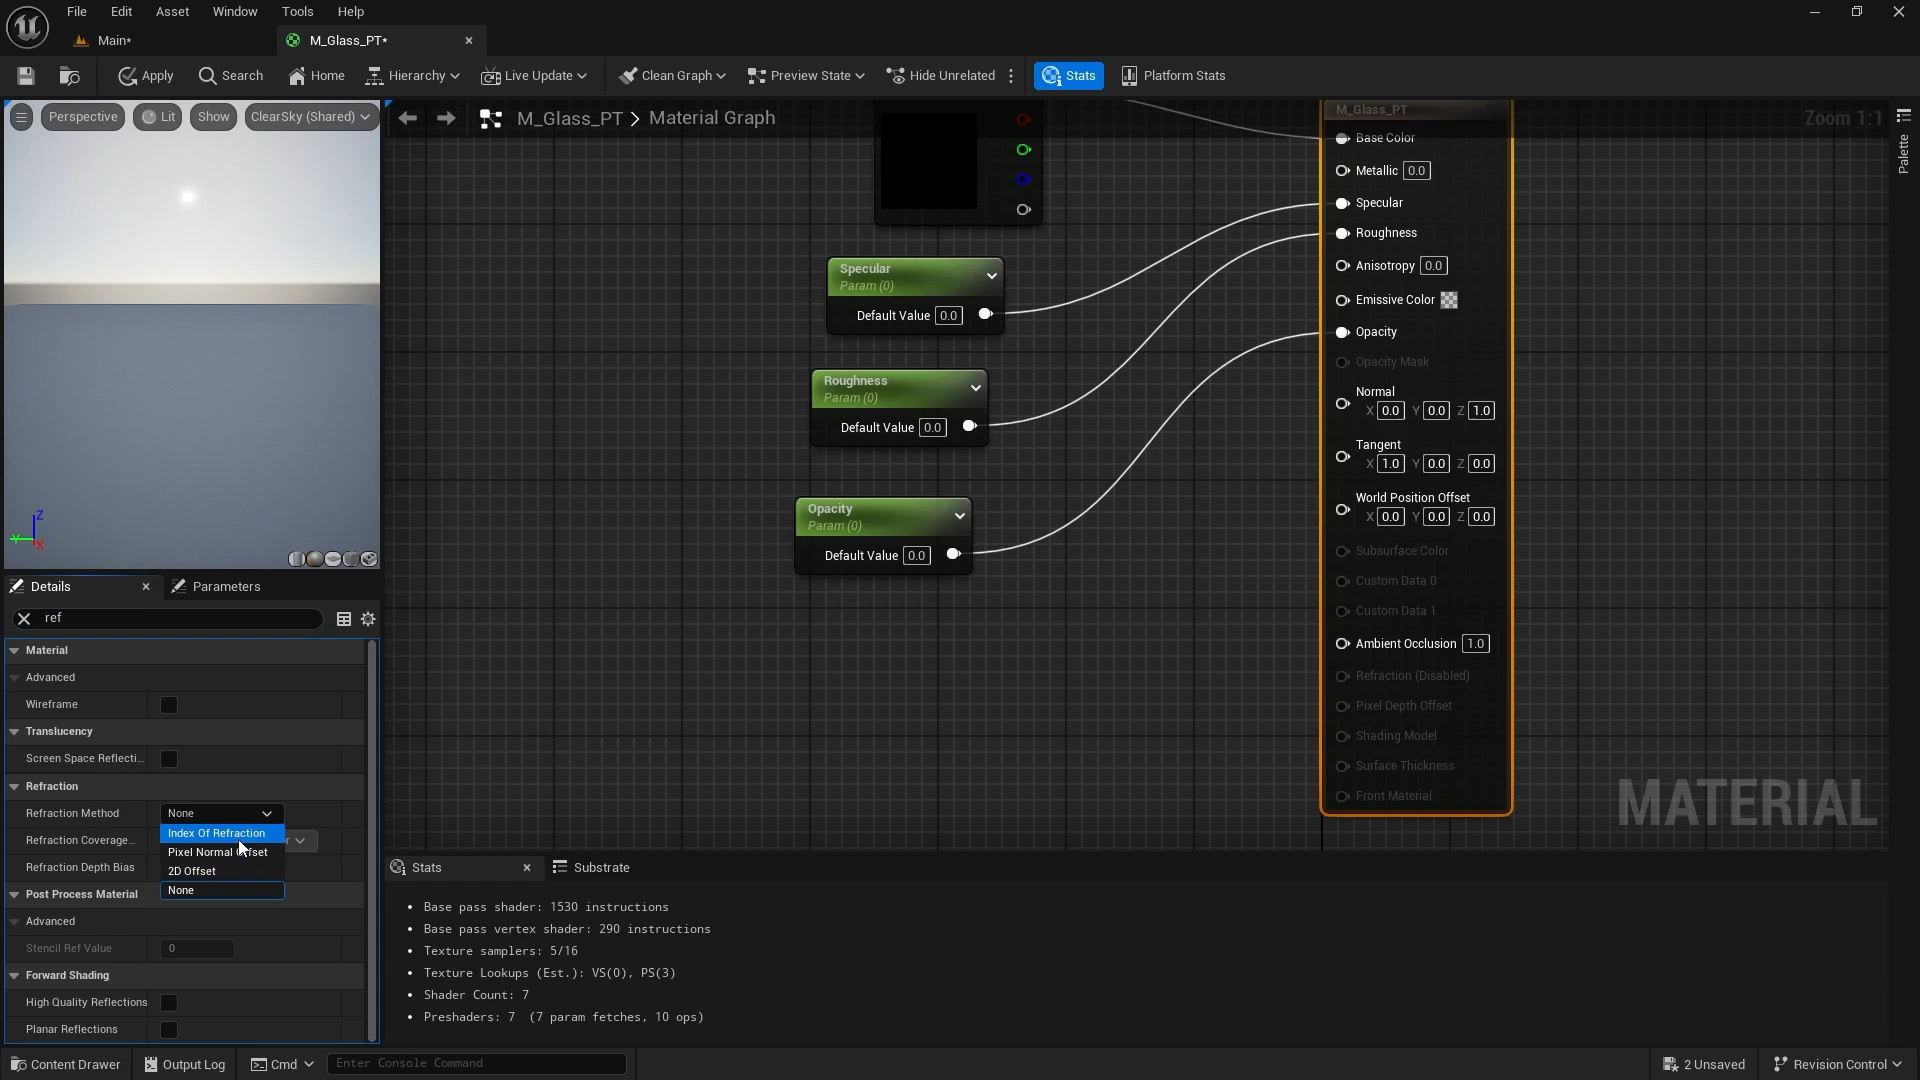 File Edit Asset Window Tools Help
Main*
M_Glass_PT*
Apply Search Home Hierarchy Live Update Clean Graph Preview State Hide Unrelated Stats Platform Stats
Perspective Lit Show ClearSky (Shared)
M_Glass_PT > Material Graph
Zoom 1:1
Palette
M_Glass_PT
Base Color
Metallic 0.0
Specular
Roughness
Anisotropy 0.0
Emissive Color
Opacity
Opacity Mask
Normal
X 0.0 Y 0.0 Z 1.0
Tangent
X 1.0 Y 0.0 Z 0.0
World Position Offset
X 0.0 Y 0.0 Z 0.0
Subsurface Color
Custom Data 0
Custom Data 1
Ambient Occlusion 1.0
Refraction (Disabled)
Pixel Depth Offset
Shading Model
Surface Thickness
Front Material
Specular
Param (0)
Default Value 0.0
Roughness
Param (0)
Default Value 0.0
Opacity
Param (0)
Default Value 0.0
MATERIAL
Z
Y
X
Details Parameters
ref
Material
Advanced
Wireframe
Translucency
Screen Space Reflecti...
Refraction
Refraction Method None
Index Of Refraction
Refraction Coverage...
Pixel Normal Offset
Refraction Depth Bias
2D Offset
None
Post Process Material
Advanced
Stencil Ref Value 0
Forward Shading
High Quality Reflections
Planar Reflections
Stats Substrate
• Base pass shader: 1530 instructions
• Base pass vertex shader: 290 instructions
• Texture samplers: 5/16
• Texture Lookups (Est.): VS(0), PS(3)
• Shader Count: 7
• Preshaders: 7 (7 param fetches, 10 ops)
Content Drawer Output Log Cmd Enter Console Command 2 Unsaved Revision Control